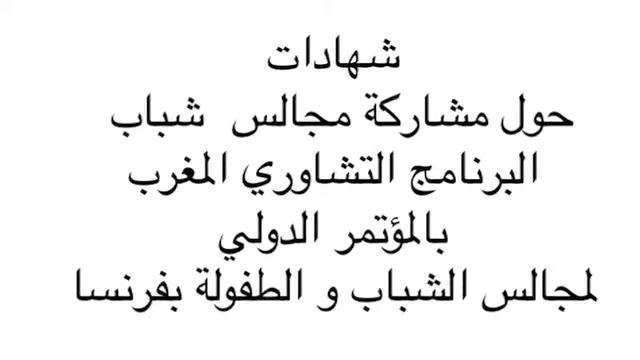 شهادات
حول مشاركة مجالس شباب
البرنامج التشاوري المغرب
بالمؤتمر الدولي
لمجالس الشباب و الطفولة بفرنسا